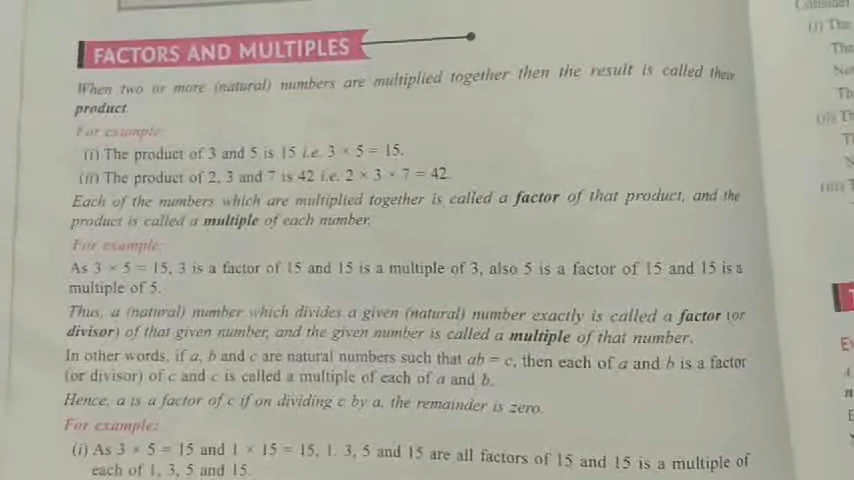 FACTORS AND MULTIPLES
When two or more (natural) numbers are multiplied together then the result is called their
product.
For example:
(i) The product of 3 and 5 is 15 i.e. 3 × 5 = 15.
(ii) The product of 2, 3 and 7 is 42 i.e. 2 × 3 × 7 = 42.
Each of the numbers which are multiplied together is called a factor of that product, and the
product is called a multiple of each number.
For example:
As 3 × 5 = 15, 3 is a factor of 15 and 15 is a multiple of 3, also 5 is a factor of 15 and 15 is a
multiple of 5.
Thus, a (natural) number which divides a given (natural) number exactly is called a factor (or
divisor) of that given number, and the given number is called a multiple of that number.
In other words, if a, b and c are natural numbers such that ab = c, then each of a and b is a factor
(or divisor) of c and c is called a multiple of each of a and b.
Hence, a is a factor of c if on dividing c by a, the remainder is zero.
For example:
(i) As 3 × 5 = 15 and 1 × 15 = 15, 1, 3, 5 and 15 are all factors of 15 and 15 is a multiple of
each of 1, 3, 5 and 15.
Consider
(i) The